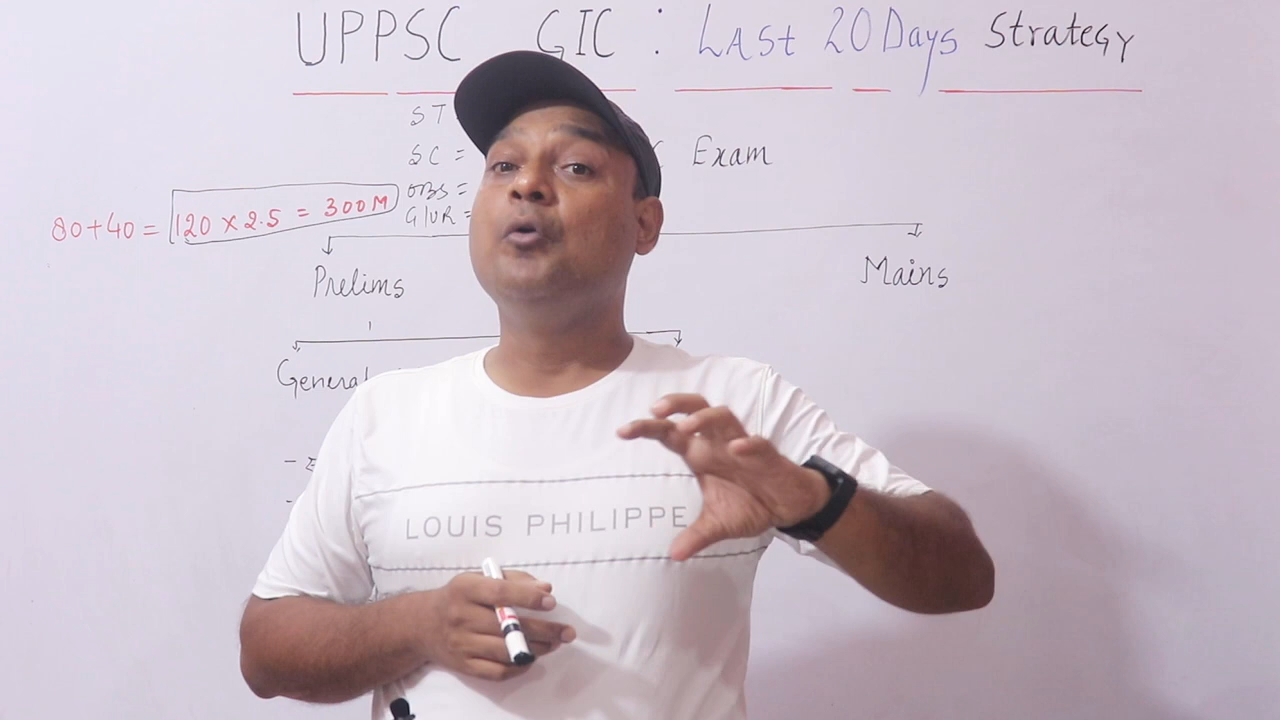 UPPSC GIC : Last 20 Days Strategy
ST
SC = Exam
OBS =
80+40 = 120 x 2.5 = 300M G/UR =
Prelims Mains
General
LOUIS PHILIPPE